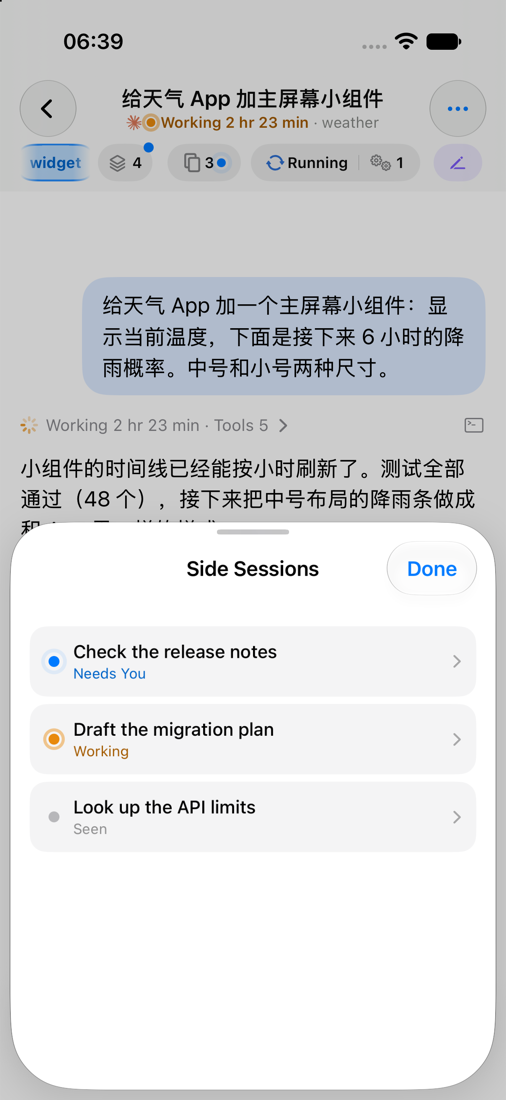 06:39
给天气 App 加主屏幕小组件
Working 2 hr 23 min · weather
widget
4
3
Running
1
给天气 App 加一个主屏幕小组件：显
示当前温度，下面是接下来 6 小时的降
雨概率。中号和小号两种尺寸。
Working 2 hr 23 min · Tools 5
小组件的时间线已经能按小时刷新了。测试全部
通过（48 个），接下来把中号布局的降雨条做成
Side Sessions
Done
Check the release notes
Needs You
Draft the migration plan
Working
Look up the API limits
Seen